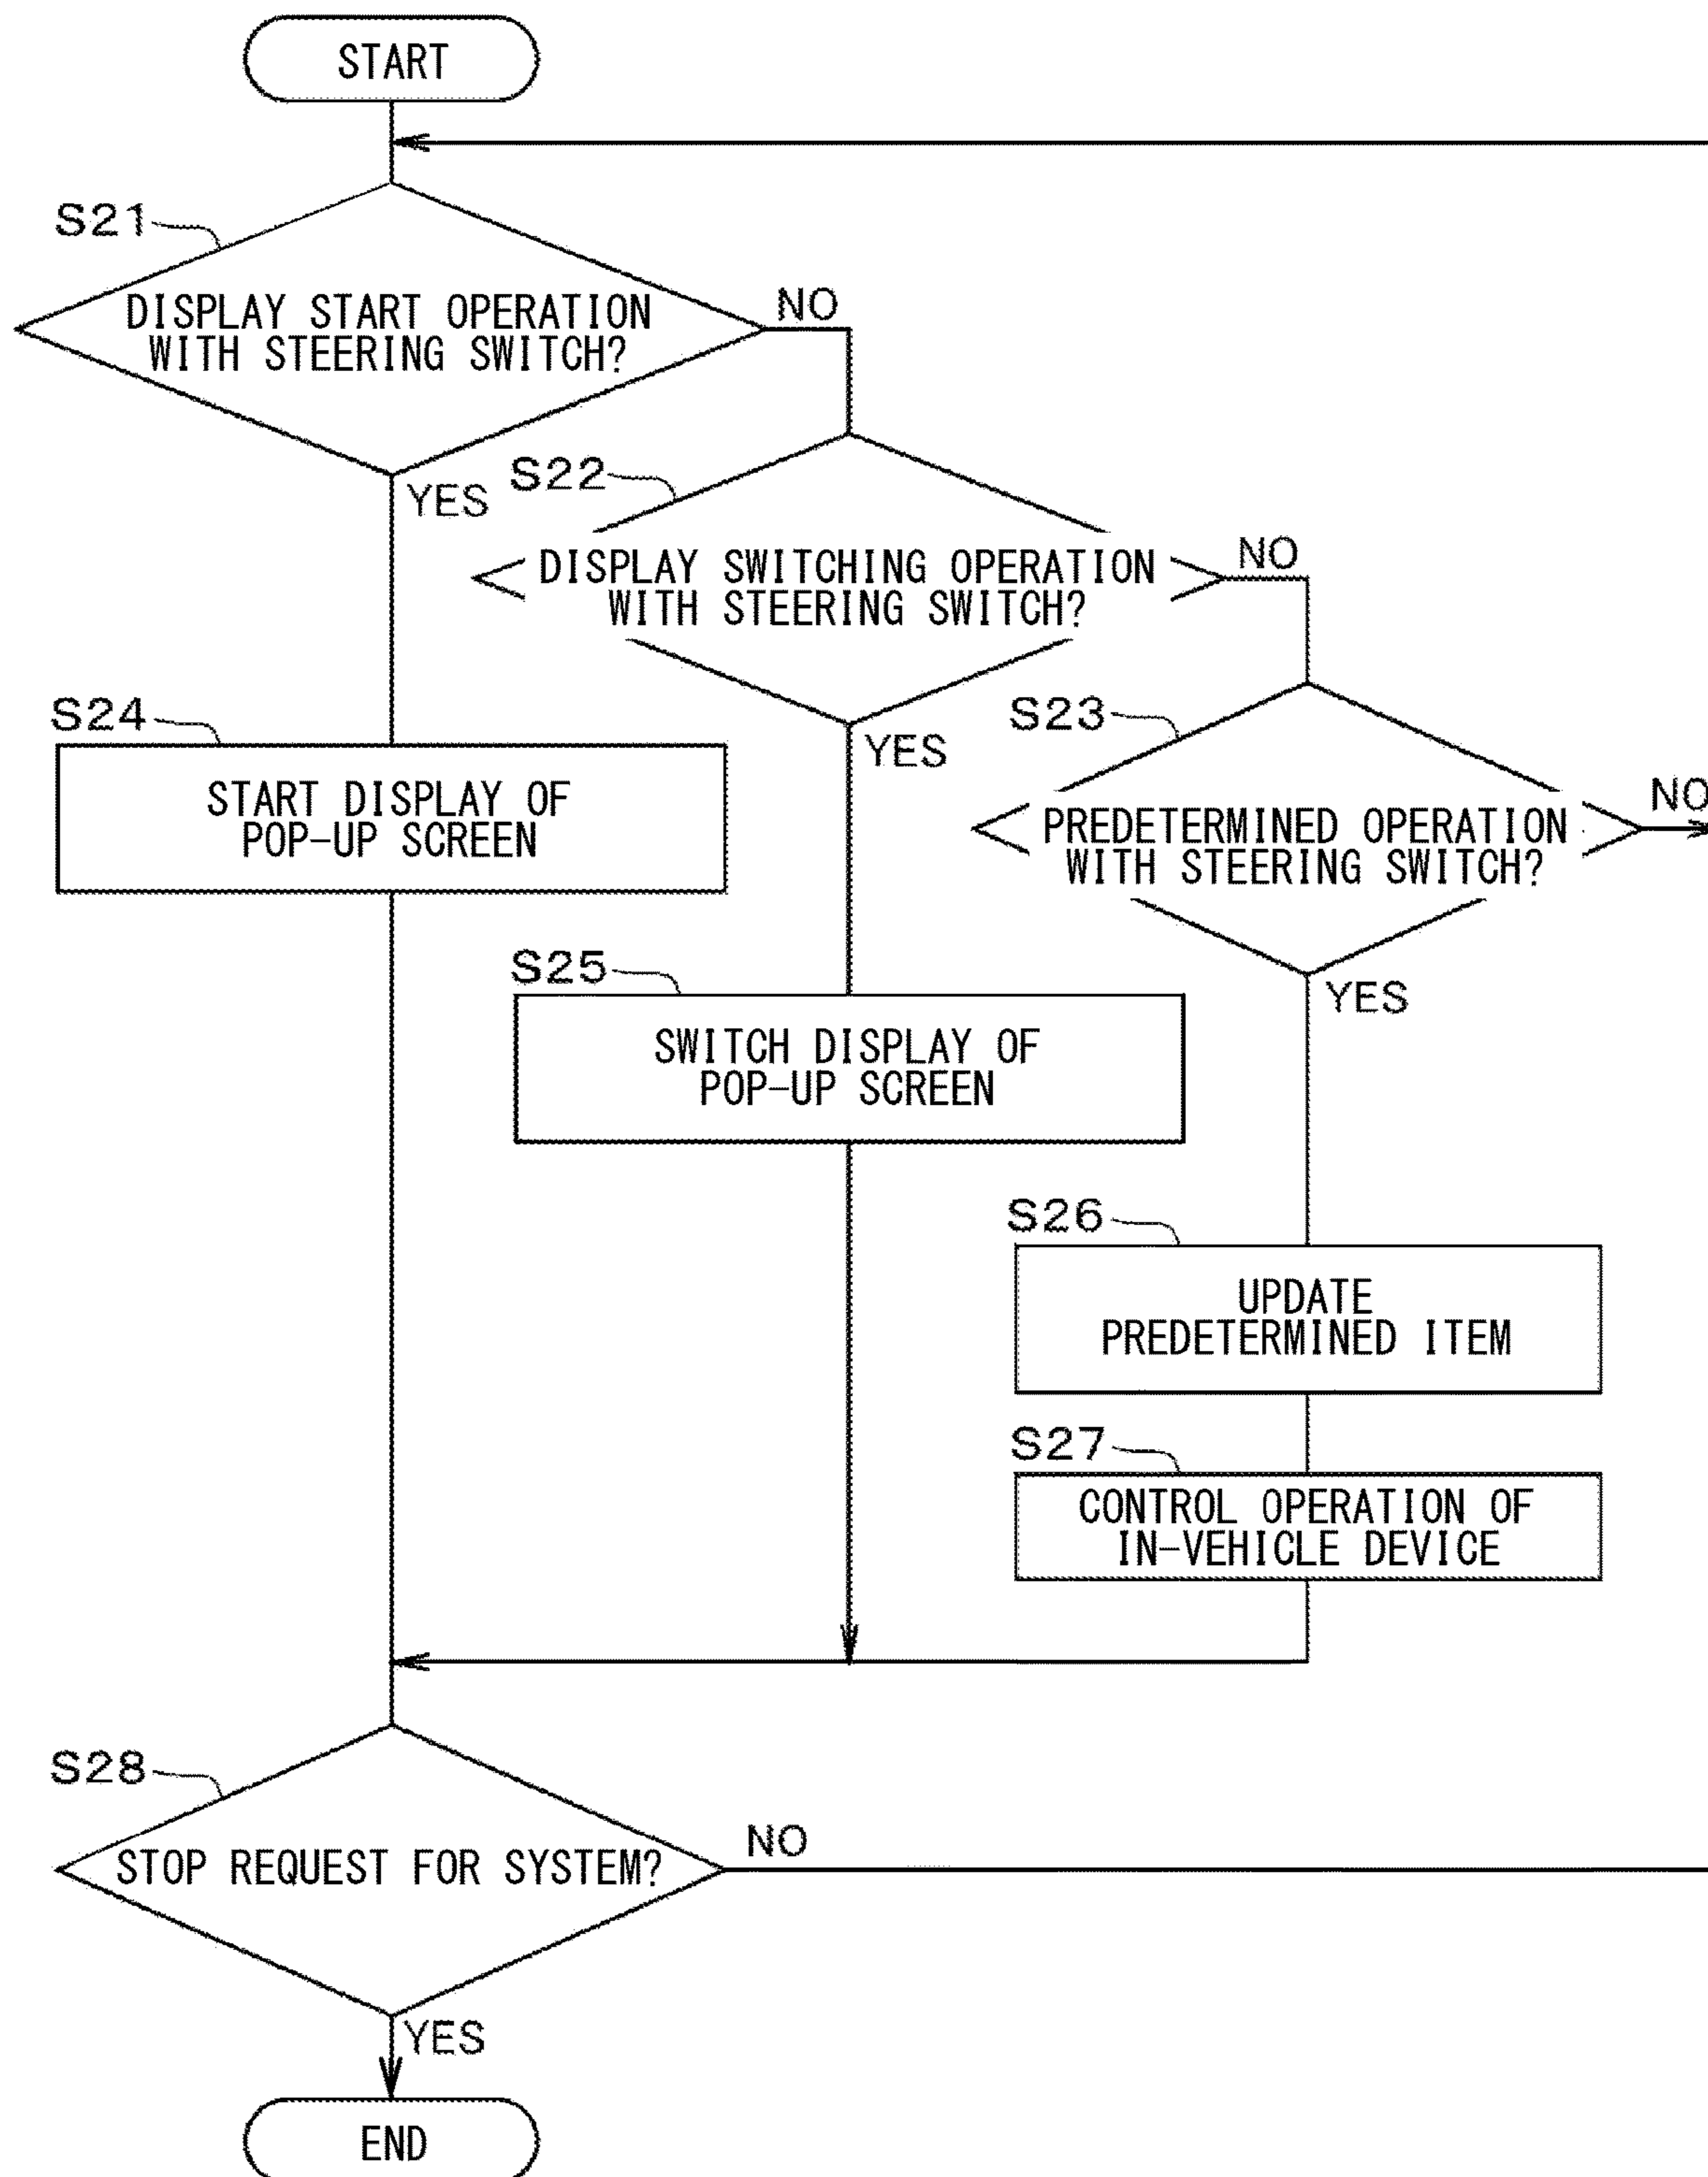 START
S21
DISPLAY START OPERATION
WITH STEERING SWITCH?
NO
YES
S22
DISPLAY SWITCHING OPERATION
WITH STEERING SWITCH?
NO
YES
S23
PREDETERMINED OPERATION
WITH STEERING SWITCH?
NO
YES
S24
START DISPLAY OF
POP-UP SCREEN
S25
SWITCH DISPLAY OF
POP-UP SCREEN
S26
UPDATE
PREDETERMINED ITEM
S27
CONTROL OPERATION OF
IN-VEHICLE DEVICE
S28
STOP REQUEST FOR SYSTEM?
NO
YES
END